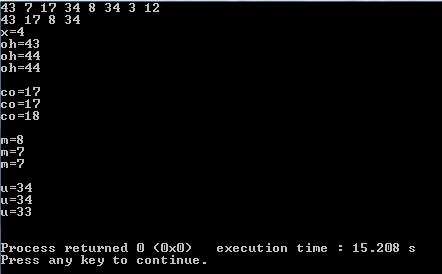 43 7 17 34 8 34 3 12
43 17 8 34
x=4
oh=43
oh=44
oh=44
co=17
co=17
co=18
m=8
m=7
m=7
u=34
u=34
u=33
Process returned 0 (0x0)   execution time : 15.208 s
Press any key to continue.